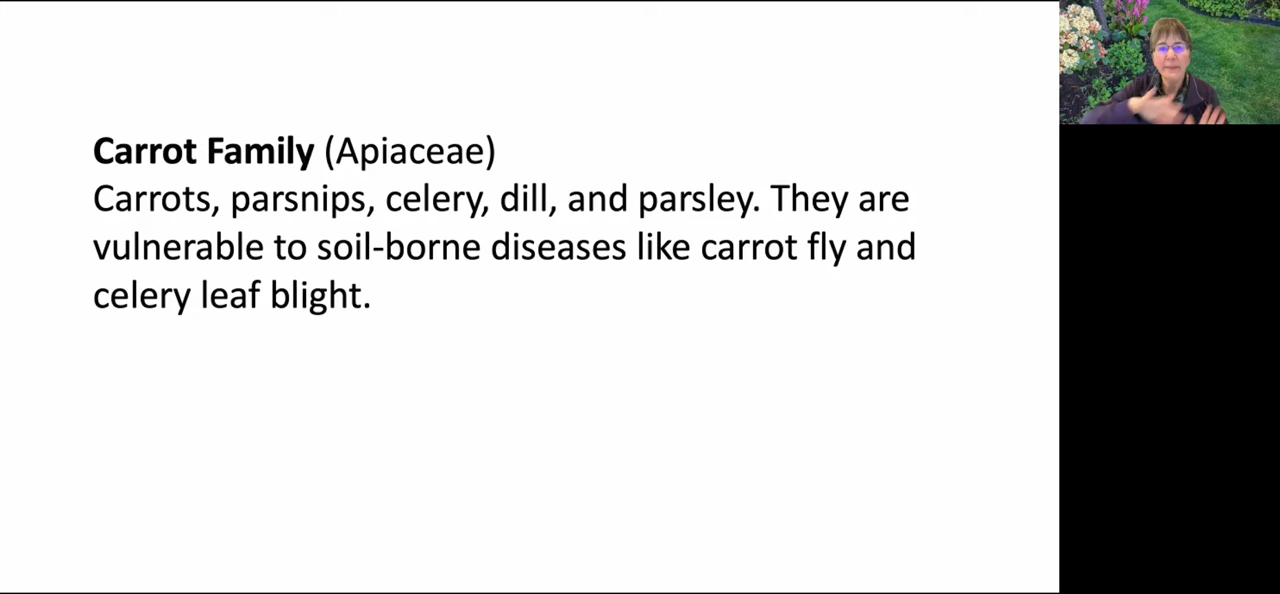 Carrot Family (Apiaceae)
Carrots, parsnips, celery, dill, and parsley. They are
vulnerable to soil-borne diseases like carrot fly and
celery leaf blight.